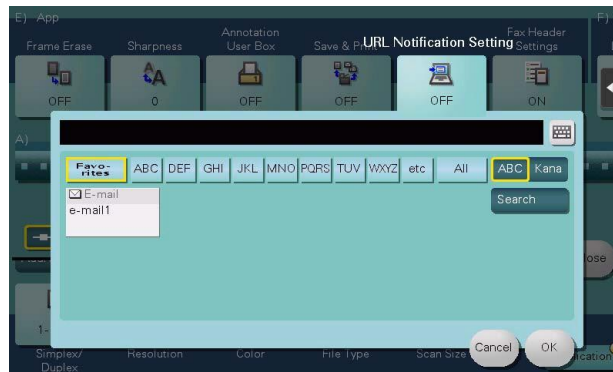 E) App
F)
Annotation
Fax Header
Frame Erase
Sharpness
User Box
Save & Print
URL Notification Setting
Settings
OFF
0
OFF
OFF
OFF
ON
A)
Favo-
rites
ABC
DEF
GHI
JKL
MNO
PQRS
TUV
WXYZ
etc
All
ABC
Kana
E-mail
e-mail1
Search
Cancel
OK
Simplex/
Duplex
Resolution
Color
File Type
Scan Size